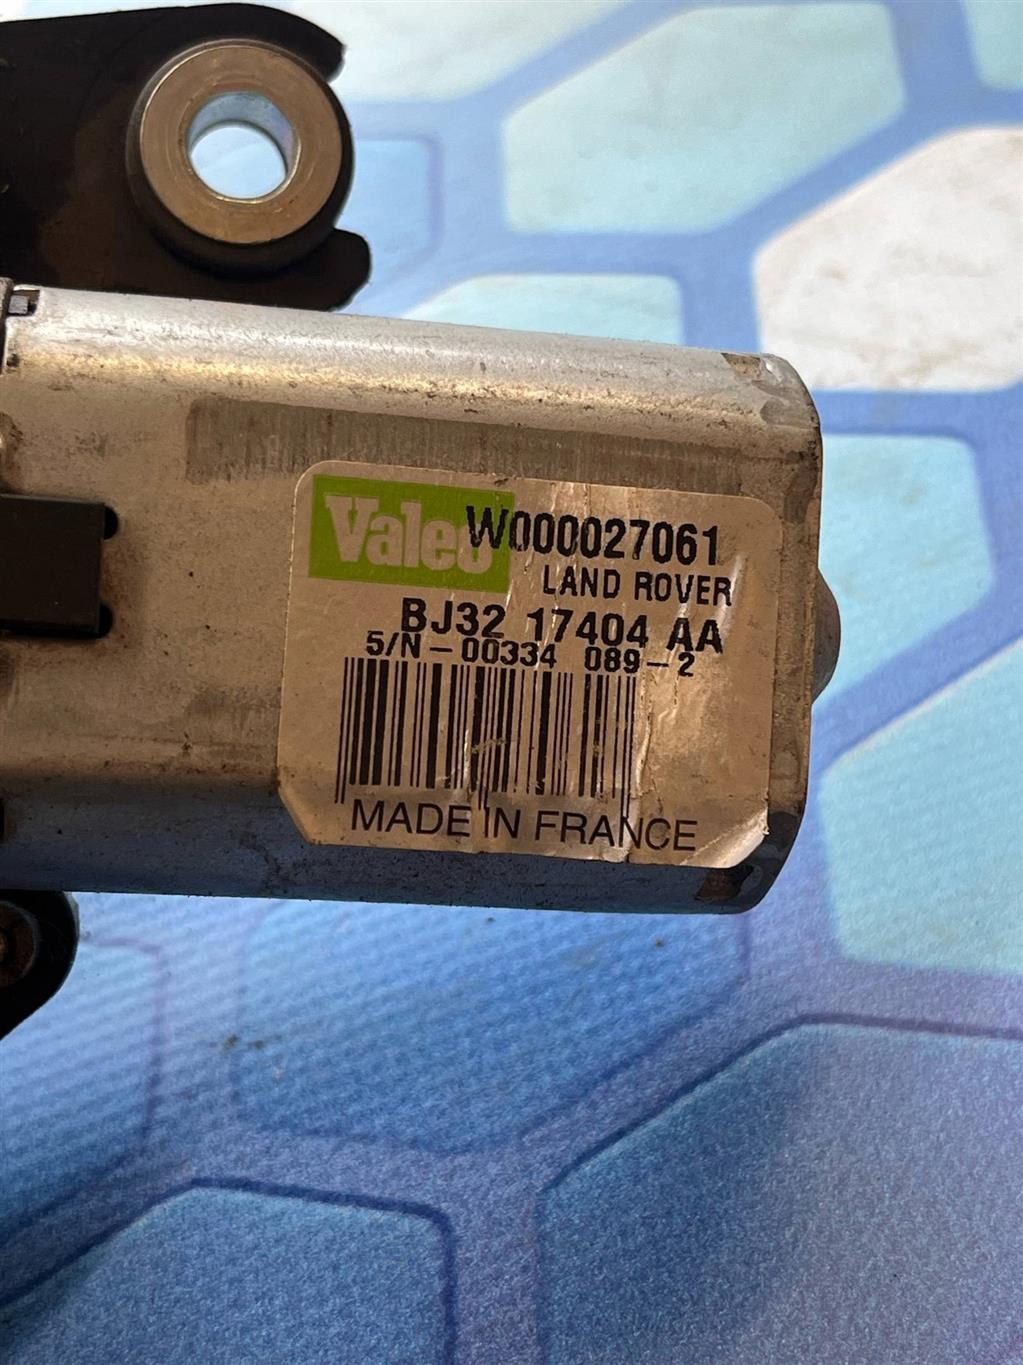 Valeo W000027061
LAND ROVER
BJ32 17404 AA
S/N-00334 089-2
MADE IN FRANCE